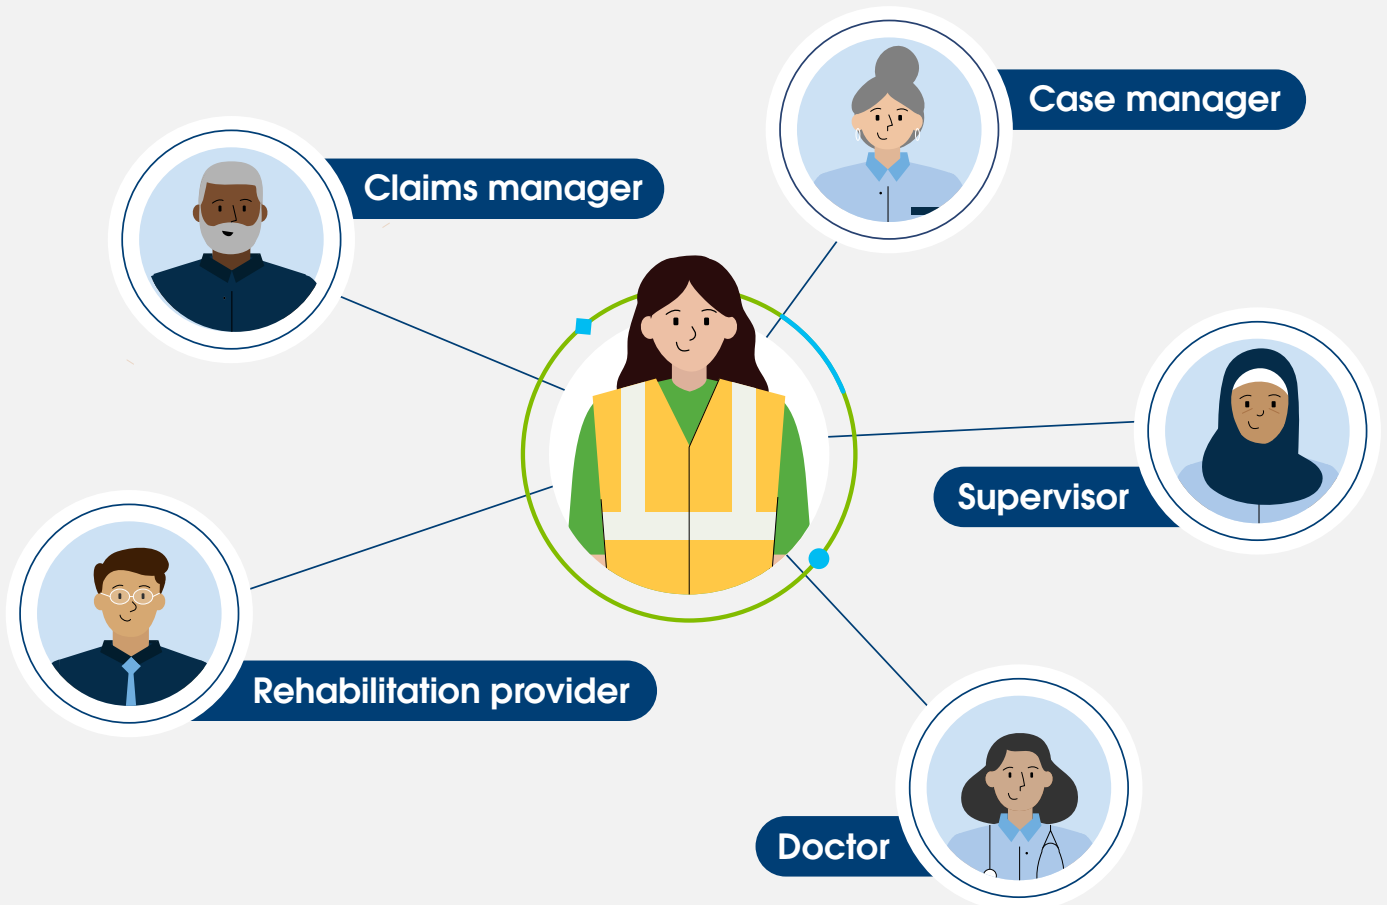 Case manager
Claims manager
Supervisor
Rehabilitation provider
Doctor